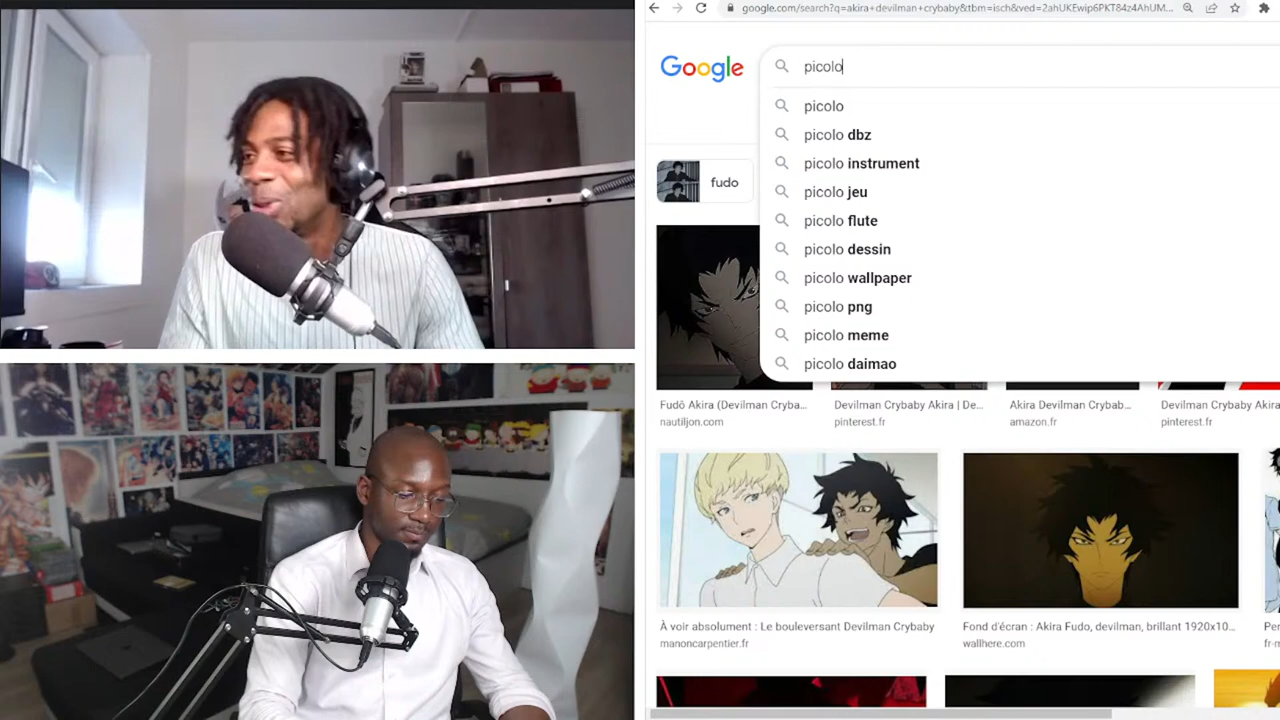 google.com/search?q=akira+devilman+crybaby&tbm=isch&ved=2ahUKEwip6PKT84z4AhUM...
Google
picolo
picolo
picolo dbz
picolo instrument
picolo jeu
picolo flute
picolo dessin
picolo wallpaper
picolo png
picolo meme
picolo daimao
fudo
Fudō Akira (Devilman Cryba...
nautiljon.com
Devilman Crybaby Akira | De...
pinterest.fr
Akira Devilman Crybab...
amazon.fr
Devilman Crybaby Akira
pinterest.fr
À voir absolument : Le bouleversant Devilman Crybaby
manoncarpentier.fr
Fond d'écran : Akira Fudo, devilman, brillant 1920x10...
wallhere.com
Per
fr-m